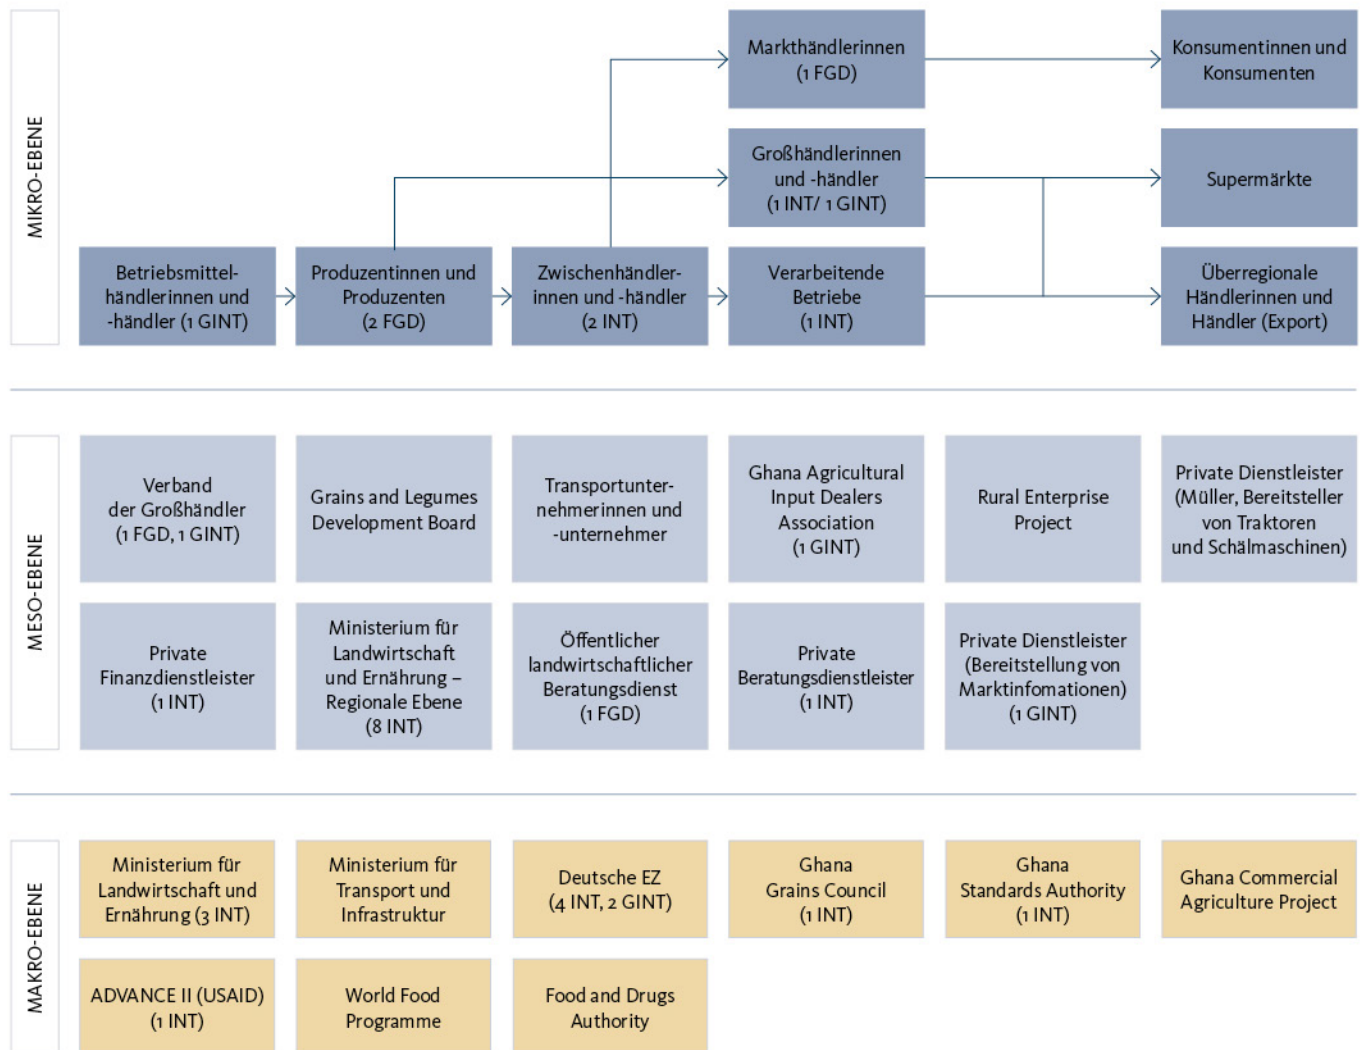 MIKRO-EBENE
Markthändlerinnen
(1 FGD)
Konsumentinnen und
Konsumenten
Großhändlerinnen
und -händler
(1 INT/ 1 GINT)
Supermärkte
Betriebsmittel-
händlerinnen und
-händler (1 GINT)
Produzentinnen und
Produzenten
(2 FGD)
Zwischenhändler-
innen und -händler
(2 INT)
Verarbeitende
Betriebe
(1 INT)
Überregionale
Händlerinnen und
Händler (Export)
MESO-EBENE
Verband
der Großhändler
(1 FGD, 1 GINT)
Grains and Legumes
Development Board
Transportunter-
nehmerinnen und
-unternehmer
Ghana Agricultural
Input Dealers
Association
(1 GINT)
Rural Enterprise
Project
Private Dienstleister
(Müller, Bereitsteller
von Traktoren
und Schälmaschinen)
Private
Finanzdienstleister
(1 INT)
Ministerium für
Landwirtschaft
und Ernährung –
Regionale Ebene
(8 INT)
Öffentlicher
landwirtschaftlicher
Beratungsdienst
(1 FGD)
Private
Beratungsdienstleister
(1 INT)
Private Dienstleister
(Bereitstellung von
Marktinfomationen)
(1 GINT)
MAKRO-EBENE
Ministerium für
Landwirtschaft und
Ernährung (3 INT)
Ministerium für
Transport und
Infrastruktur
Deutsche EZ
(4 INT, 2 GINT)
Ghana
Grains Council
(1 INT)
Ghana
Standards Authority
(1 INT)
Ghana Commercial
Agriculture Project
ADVANCE II (USAID)
(1 INT)
World Food
Programme
Food and Drugs
Authority